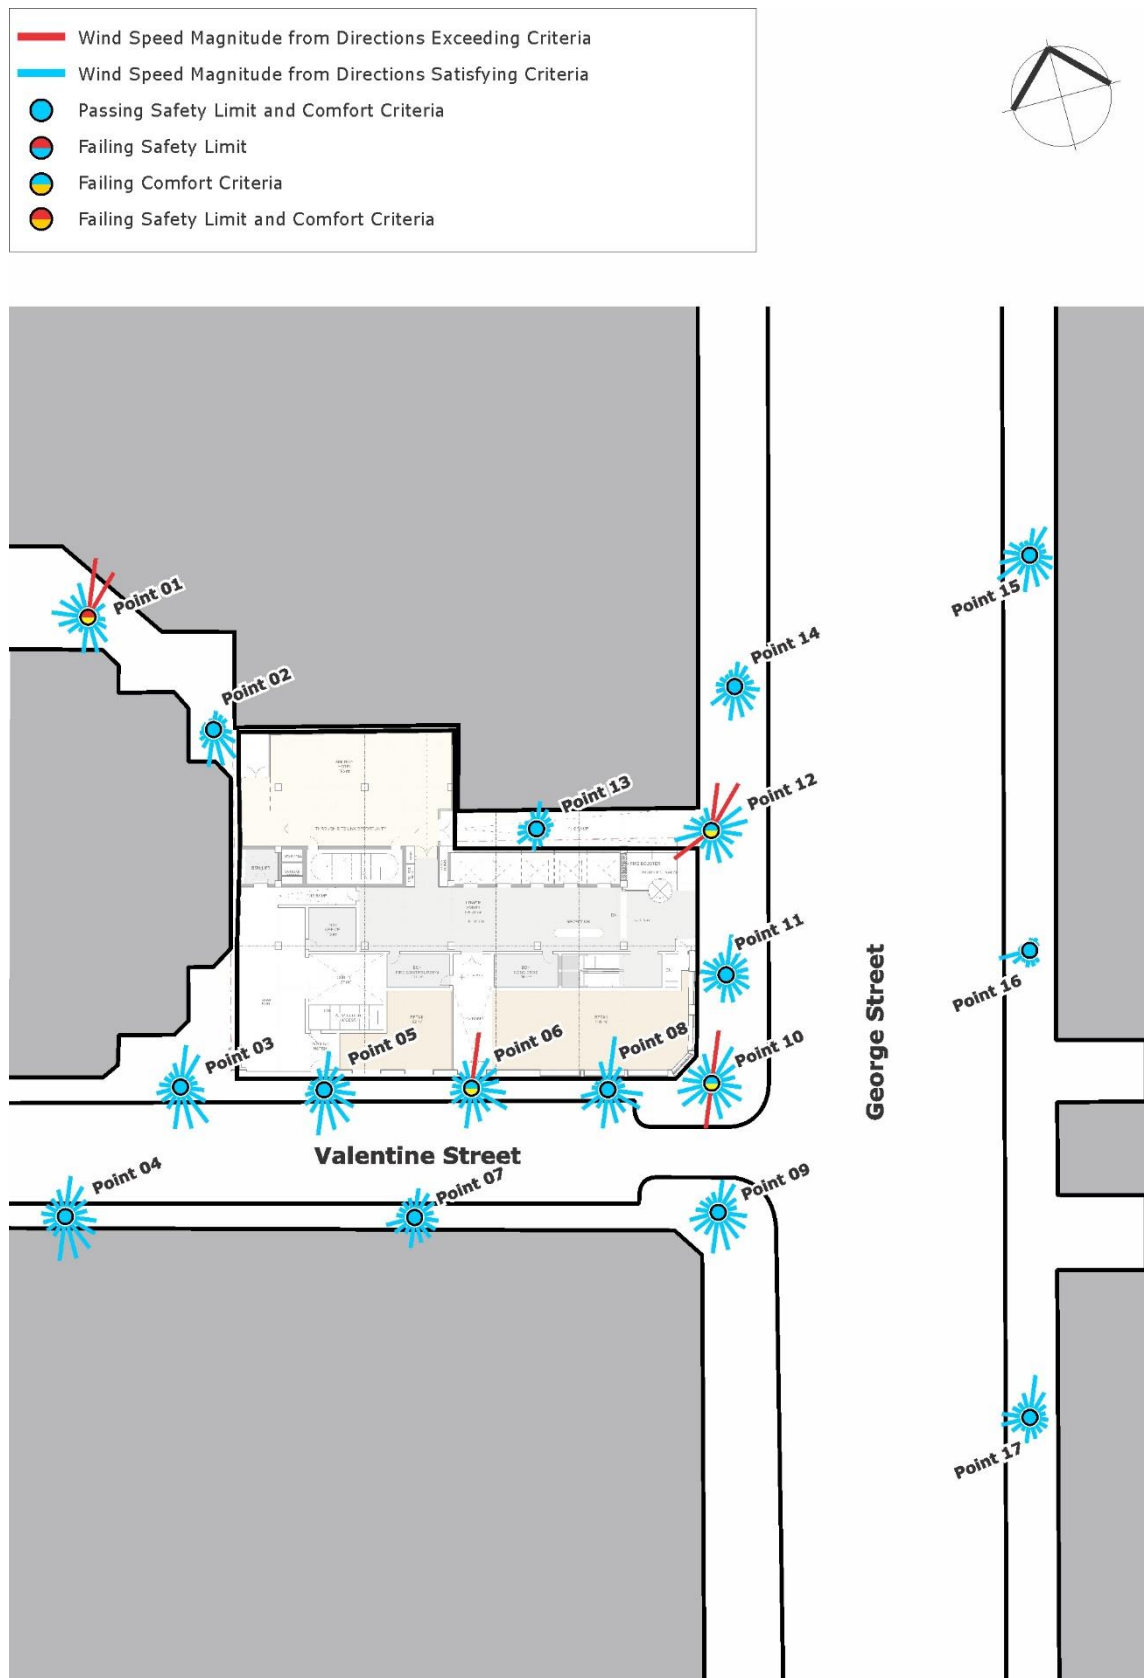 Wind Speed Magnitude from Directions Exceeding Criteria
Wind Speed Magnitude from Directions Satisfying Criteria
Passing Safety Limit and Comfort Criteria
Failing Safety Limit
Failing Comfort Criteria
Failing Safety Limit and Comfort Criteria
Point 01
Point 02
Point 13
Point 14
Point 15
Point 12
Point 11
Point 16
George Street
Point 03
Point 05
Point 06
Point 08
Point 10
Valentine Street
Point 04
Point 07
Point 09
Point 17